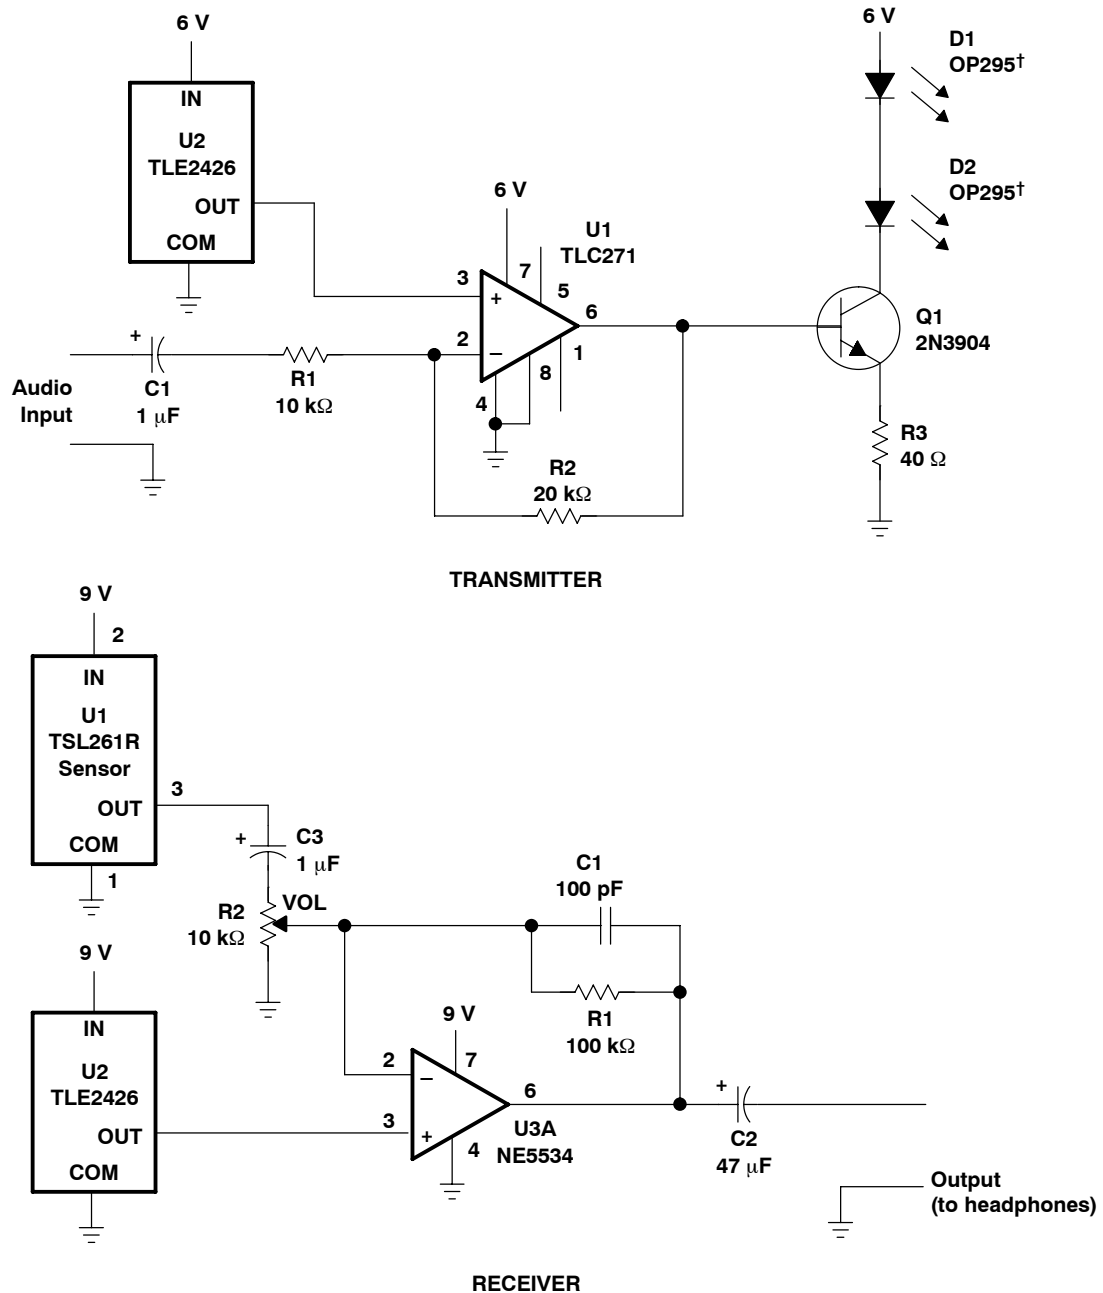 6 V
IN
U2
TLE2426
OUT
COM
6 V
U1
TLC271
3
7
5
+
6
2
−
1
8
4
+
C1
1 μF
R1
10 kΩ
Audio
Input
R2
20 kΩ
6 V
D1
OP295†
D2
OP295†
Q1
2N3904
R3
40 Ω
TRANSMITTER
9 V
2
IN
U1
TSL261R
Sensor
OUT
3
COM
1
+
C3
1 μF
R2
10 kΩ
VOL
C1
100 pF
R1
100 kΩ
9 V
IN
U2
TLE2426
OUT
COM
9 V
2
7
−
6
3
+
4
U3A
NE5534
+
C2
47 μF
Output
(to headphones)
RECEIVER